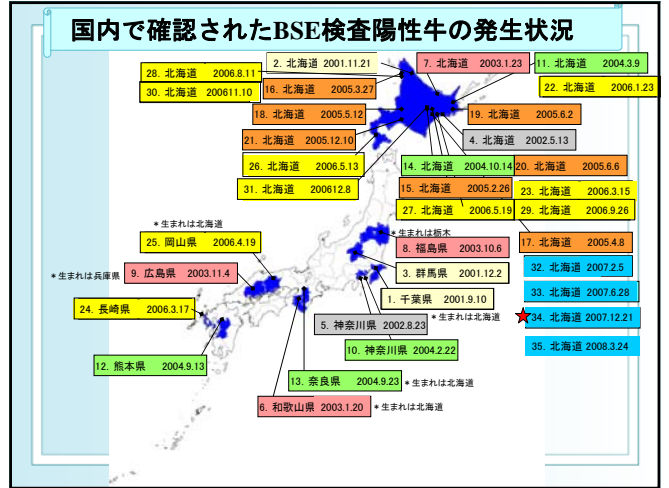 国内で確認されたBSE検査陽性牛の発生状況
2. 北海道 2001.11.21
7. 北海道 2003.1.23
11. 北海道 2004.3.9
28. 北海道 2006.8.11
16. 北海道 2005.3.27
22. 北海道 2006.1.23
30. 北海道 200611.10
18. 北海道 2005.5.12
19. 北海道 2005.6.2
21. 北海道 2005.12.10
4. 北海道 2002.5.13
26. 北海道 2006.5.13
14. 北海道 2004.10.14
20. 北海道 2005.6.6
31. 北海道 200612.8
15. 北海道 2005.2.26
23. 北海道 2006.3.15
27. 北海道 2006.5.19
29. 北海道 2006.9.26
17. 北海道 2005.4.8
*生まれは北海道
25. 岡山県 2006.4.19
*生まれは栃木
8. 福島県 2003.10.6
32. 北海道 2007.2.5
*生まれは兵庫県
9. 広島県 2003.11.4
3. 群馬県 2001.12.2
33. 北海道 2007.6.28
24. 長崎県 2006.3.17
1. 千葉県 2001.9.10
*生まれは北海道
34. 北海道 2007.12.21
5. 神奈川県 2002.8.23
10. 神奈川県 2004.2.22
35. 北海道 2008.3.24
12. 熊本県 2004.9.13
13. 奈良県 2004.9.23
*生まれは北海道
6. 和歌山県 2003.1.20
*生まれは北海道